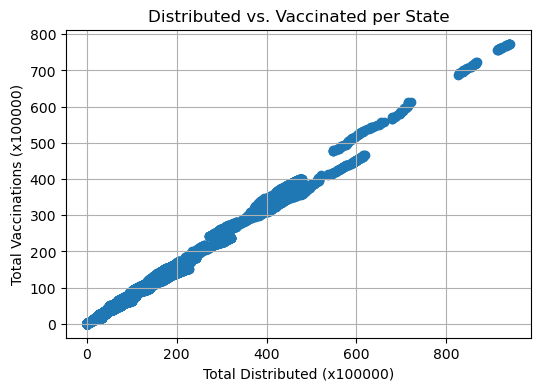 Distributed vs. Vaccinated per State
800
700
600
500
400
300
200
100
0
Total Vaccinations (x100000)
0 200 400 600 800
Total Distributed (x100000)